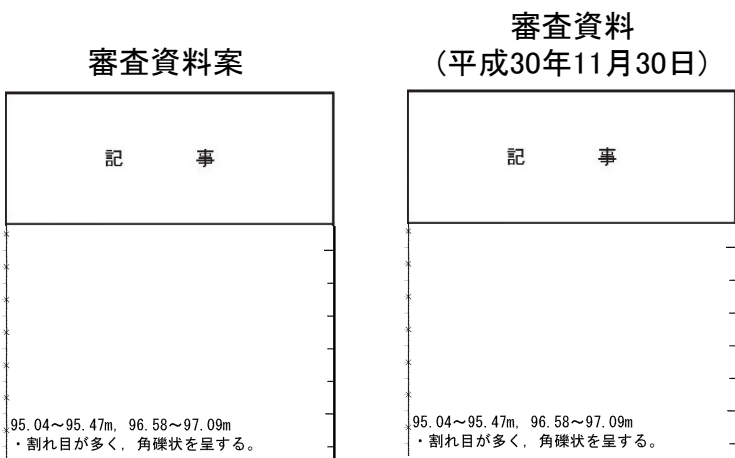 審査資料案
記 事
95.04～95.47m, 96.58～97.09m
・割れ目が多く, 角礫状を呈する。
審査資料
(平成30年11月30日)
記 事
95.04～95.47m, 96.58～97.09m
・割れ目が多く, 角礫状を呈する。